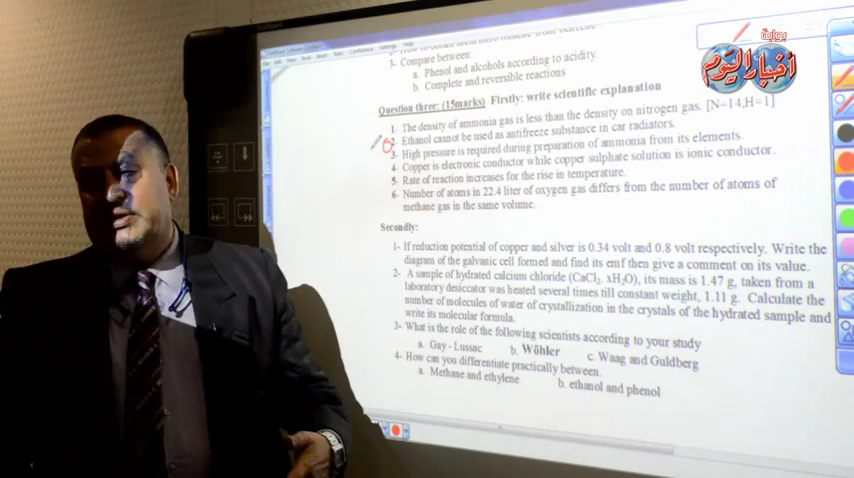 بوابة
أخبار اليوم
3- Compare between:
a. Phenol and alcohols according to acidity.
b. Complete and reversible reactions
Question three: (15marks) Firstly: write scientific explanation
1- The density of ammonia gas is less than the density on nitrogen gas. [N=14,H=1]
2- Ethanol cannot be used as antifreeze substance in car radiators.
3- High pressure is required during preparation of ammonia from its elements.
4- Copper is electronic conductor while copper sulphate solution is ionic conductor.
5- Rate of reaction increases for the rise in temperature.
6- Number of atoms in 22.4 liter of oxygen gas differs from the number of atoms of
methane gas in the same volume.
Secondly:
1- If reduction potential of copper and silver is 0.34 volt and 0.8 volt respectively. Write the
diagram of the galvanic cell formed and find its emf then give a comment on its value.
2- A sample of hydrated calcium chloride (CaCl₂. xH₂O), its mass is 1.47 g, taken from a
laboratory desiccator was heated several times till constant weight, 1.11 g. Calculate the
number of molecules of water of crystallization in the crystals of the hydrated sample and
write its molecular formula.
3- What is the role of the following scientists according to your study
a. Gay - Lussac b. Wöhler c. Waag and Guldberg
4- How can you differentiate practically between.
a. Methane and ethylene b. ethanol and phenol